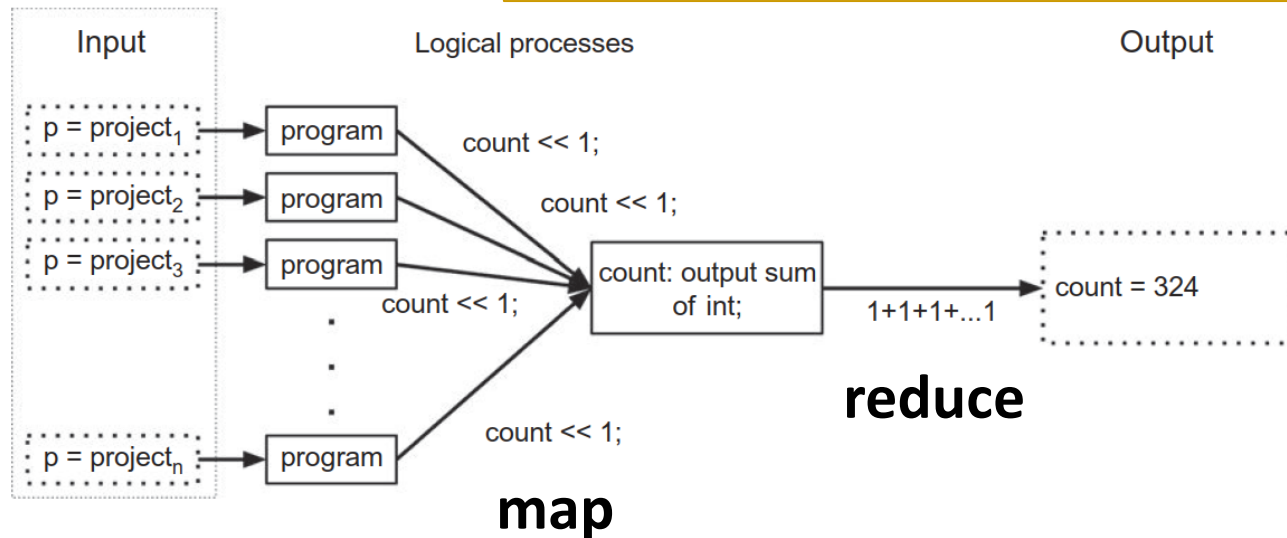 Input
Logical processes
Output
p = project1
program
count << 1;
p = project2
program
count << 1;
p = project3
program
count << 1;
count: output sum
of int;
1+1+1+...1
count = 324
reduce
.
.
.
p = projectn
program
count << 1;
map